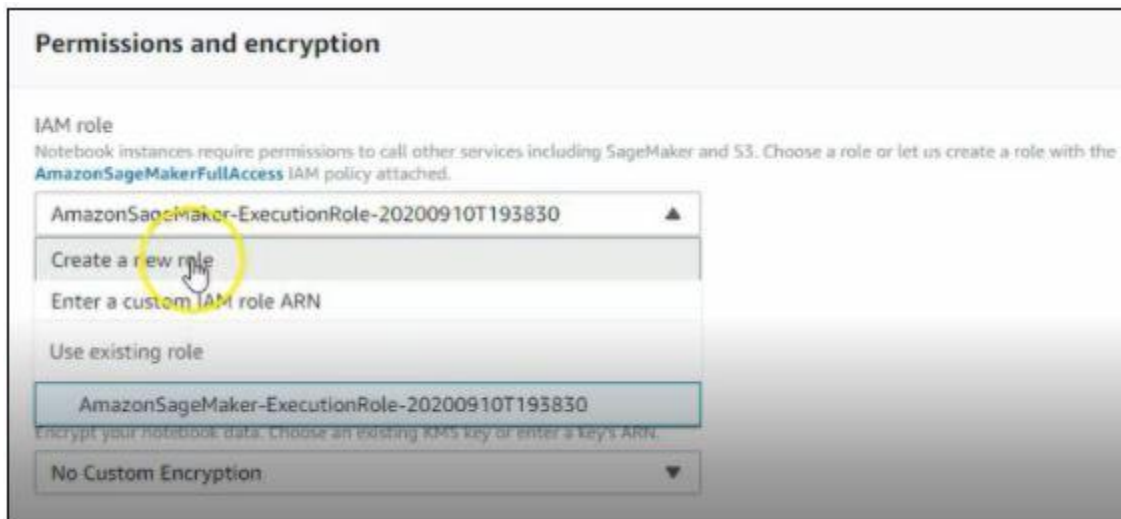 Permissions and encryption
IAM role
Notebook instances require permissions to call other services including SageMaker and S3. Choose a role or let us create a role with the
AmazonSageMakerFullAccess IAM policy attached.
AmazonSageMaker-ExecutionRole-20200910T193830
Create a new role
Enter a custom IAM role ARN
Use existing role
AmazonSageMaker-ExecutionRole-20200910T193830
Encrypt your notebook data. Choose an existing KMS key or enter a key's ARN.
No Custom Encryption